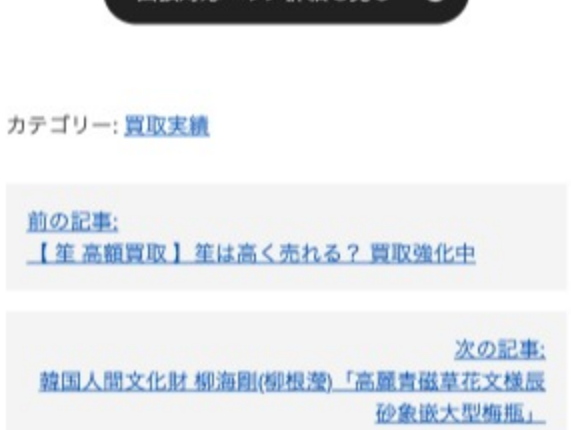 カテゴリー: 買取実績
前の記事:
【 笙 高額買取 】 笙は高く売れる？ 買取強化中
次の記事:
韓国人間文化財 柳海剛(柳根瀅)「高麗青磁草花文様辰
砂象嵌大型梅瓶」